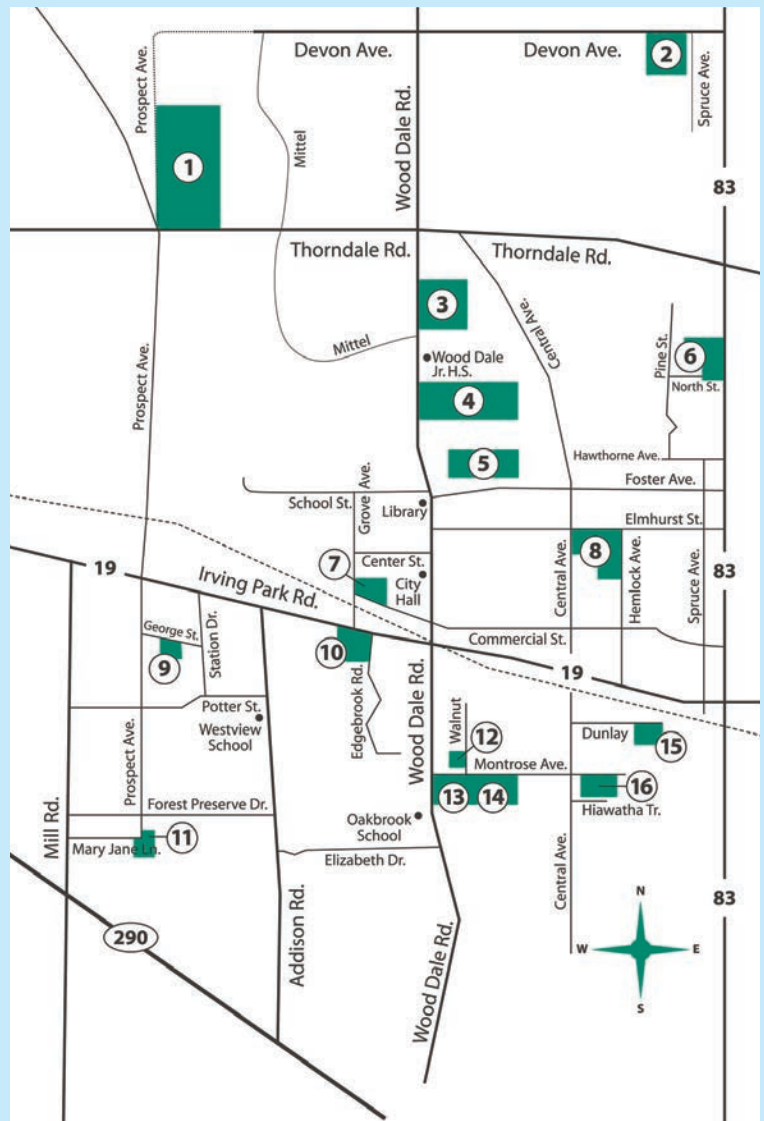 Prospect Ave.
Devon Ave.
Devon Ave.
2
Spruce Ave.
Mittel
Wood Dale Rd.
1
83
Thorndale Rd.
Thorndale Rd.
3
Central Ave.
Mittel
Wood Dale
Jr. H.S.
Pine St.
6
North St.
Prospect Ave.
4
5
Hawthorne Ave.
Foster Ave.
School St.
Grove Ave.
Library
Elmhurst St.
Center St.
City
Hall
7
8
Central Ave.
Hemlock Ave.
Spruce Ave.
83
19
Irving Park Rd.
Commercial St.
George St.
Station Dr.
9
10
19
Edgebrook Rd.
Wood Dale Rd.
Potter St.
Westview
School
Walnut
12
Dunlay
15
Montrose Ave.
Prospect Ave.
13
14
16
Forest Preserve Dr.
Oakbrook
School
Hiawatha Tr.
Mill Rd.
Mary Jane Ln.
11
Elizabeth Dr.
Central Ave.
Addison Rd.
290
Wood Dale Rd.
83
N
W
E
S